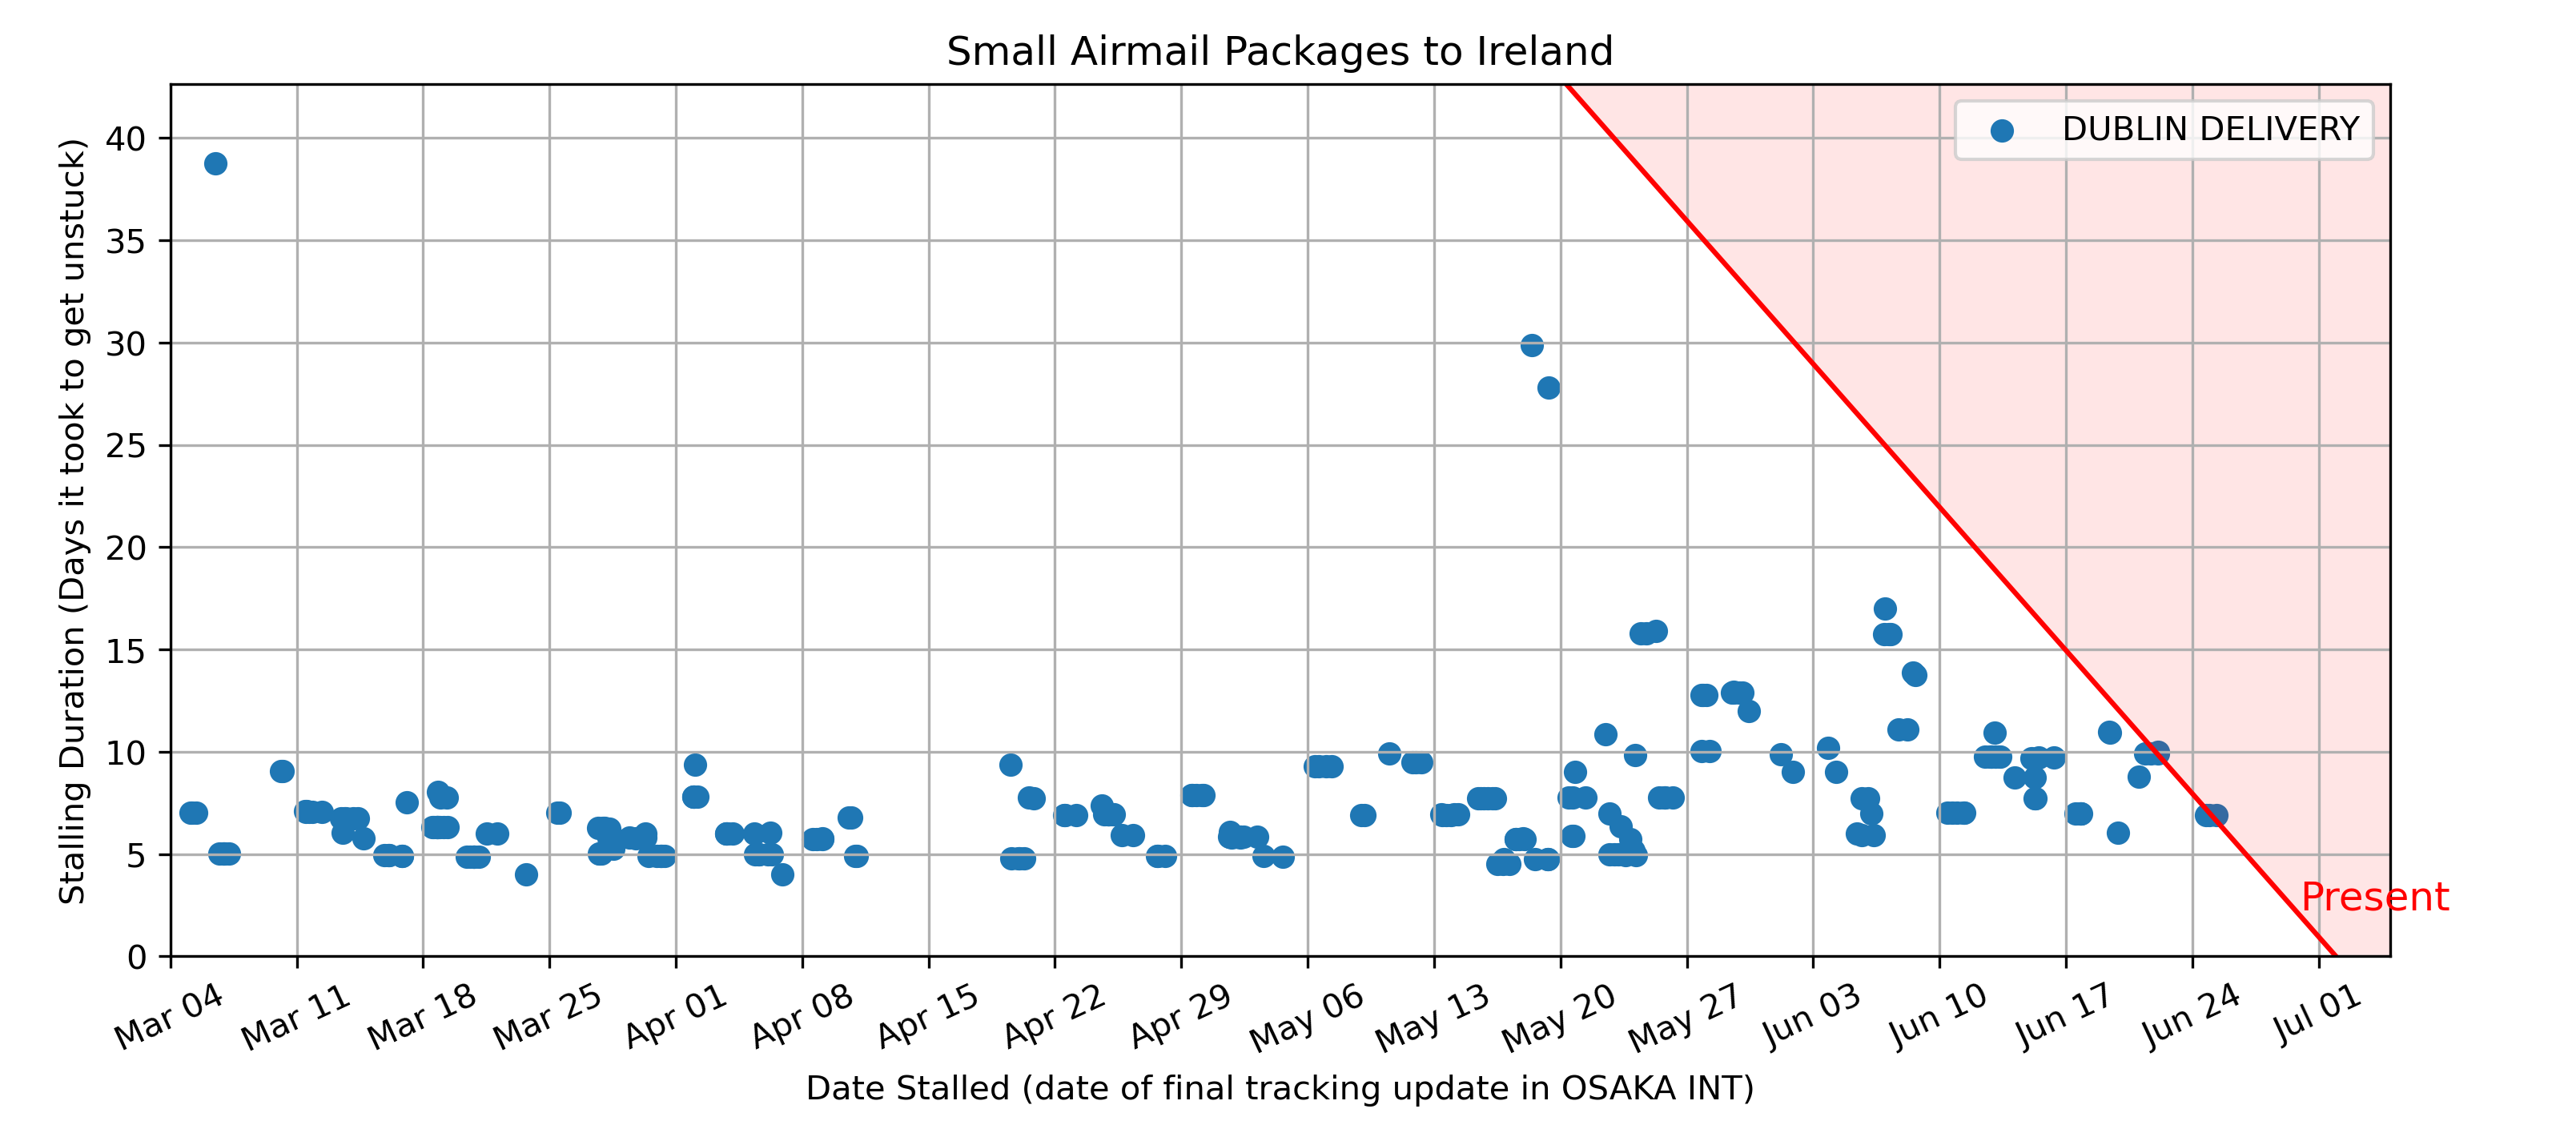 Small Airmail Packages to Ireland
DUBLIN DELIVERY
Stalling Duration (Days it took to get unstuck)
40
35
30
25
20
15
10
5
0
Present
Mar 04
Mar 11
Mar 18
Mar 25
Apr 01
Apr 08
Apr 15
Apr 22
Apr 29
May 06
May 13
May 20
May 27
Jun 03
Jun 10
Jun 17
Jun 24
Jul 01
Date Stalled (date of final tracking update in OSAKA INT)